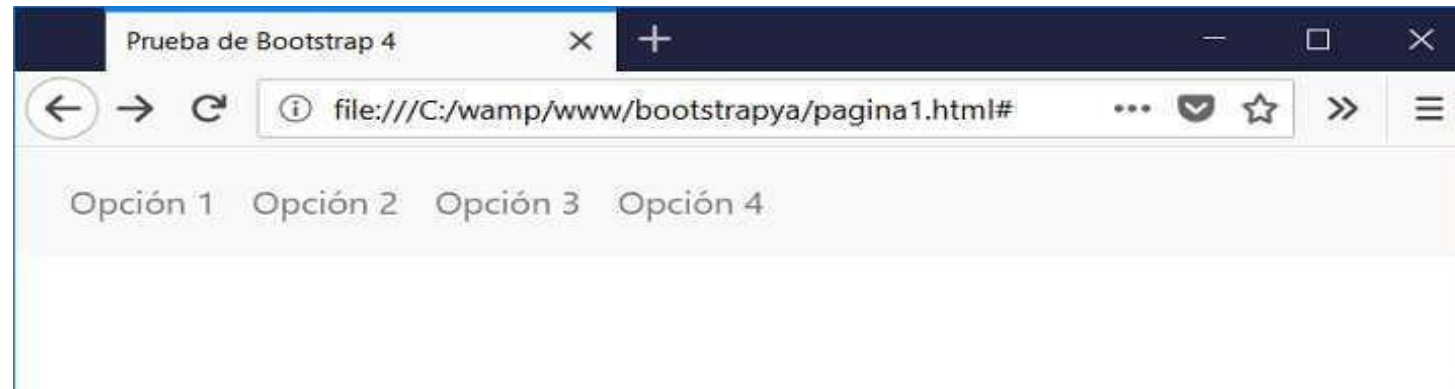 Prueba de Bootstrap 4
file:///C:/wamp/www/bootstrapya/pagina1.html#
Opción 1 Opción 2 Opción 3 Opción 4